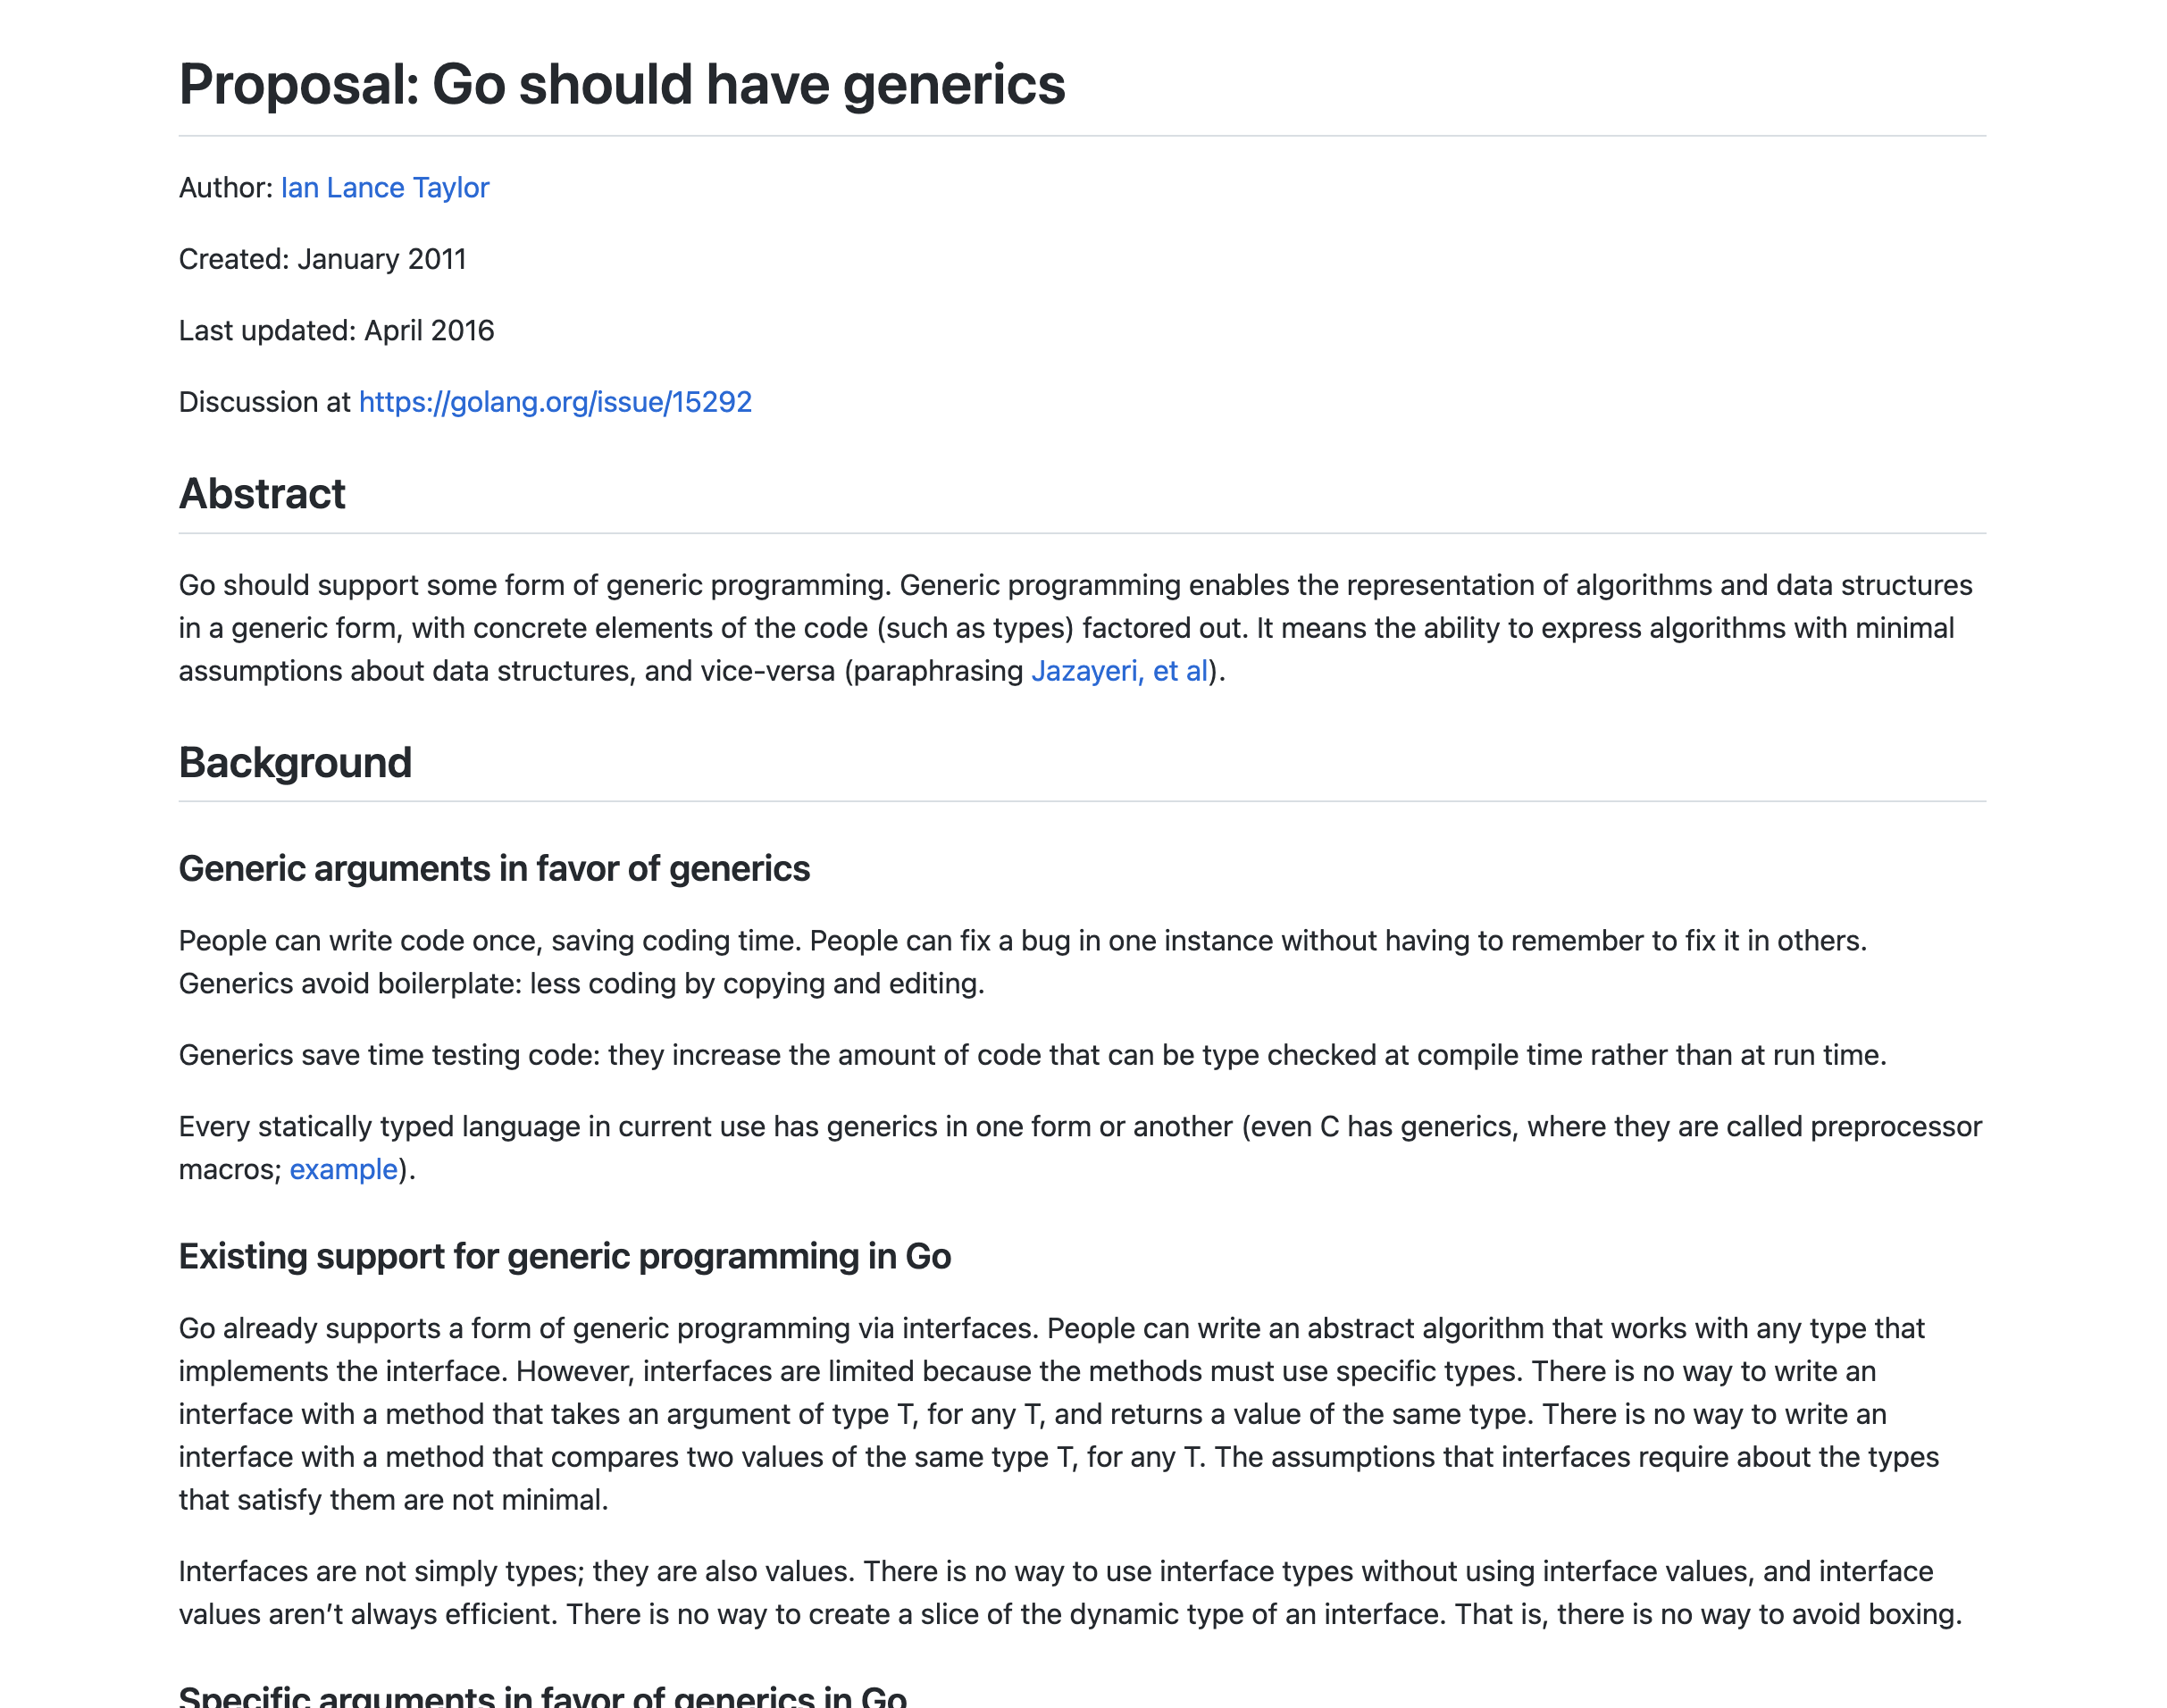 Proposal: Go should have generics
Author: Ian Lance Taylor
Created: January 2011
Last updated: April 2016
Discussion at https://golang.org/issue/15292
Abstract
Go should support some form of generic programming. Generic programming enables the representation of algorithms and data structures
in a generic form, with concrete elements of the code (such as types) factored out. It means the ability to express algorithms with minimal
assumptions about data structures, and vice-versa (paraphrasing Jazayeri, et al).
Background
Generic arguments in favor of generics
People can write code once, saving coding time. People can fix a bug in one instance without having to remember to fix it in others.
Generics avoid boilerplate: less coding by copying and editing.
Generics save time testing code: they increase the amount of code that can be type checked at compile time rather than at run time.
Every statically typed language in current use has generics in one form or another (even C has generics, where they are called preprocessor
macros; example).
Existing support for generic programming in Go
Go already supports a form of generic programming via interfaces. People can write an abstract algorithm that works with any type that
implements the interface. However, interfaces are limited because the methods must use specific types. There is no way to write an
interface with a method that takes an argument of type T, for any T, and returns a value of the same type. There is no way to write an
interface with a method that compares two values of the same type T, for any T. The assumptions that interfaces require about the types
that satisfy them are not minimal.
Interfaces are not simply types; they are also values. There is no way to use interface types without using interface values, and interface
values aren’t always efficient. There is no way to create a slice of the dynamic type of an interface. That is, there is no way to avoid boxing.
Specific arguments in favor of generics in Go